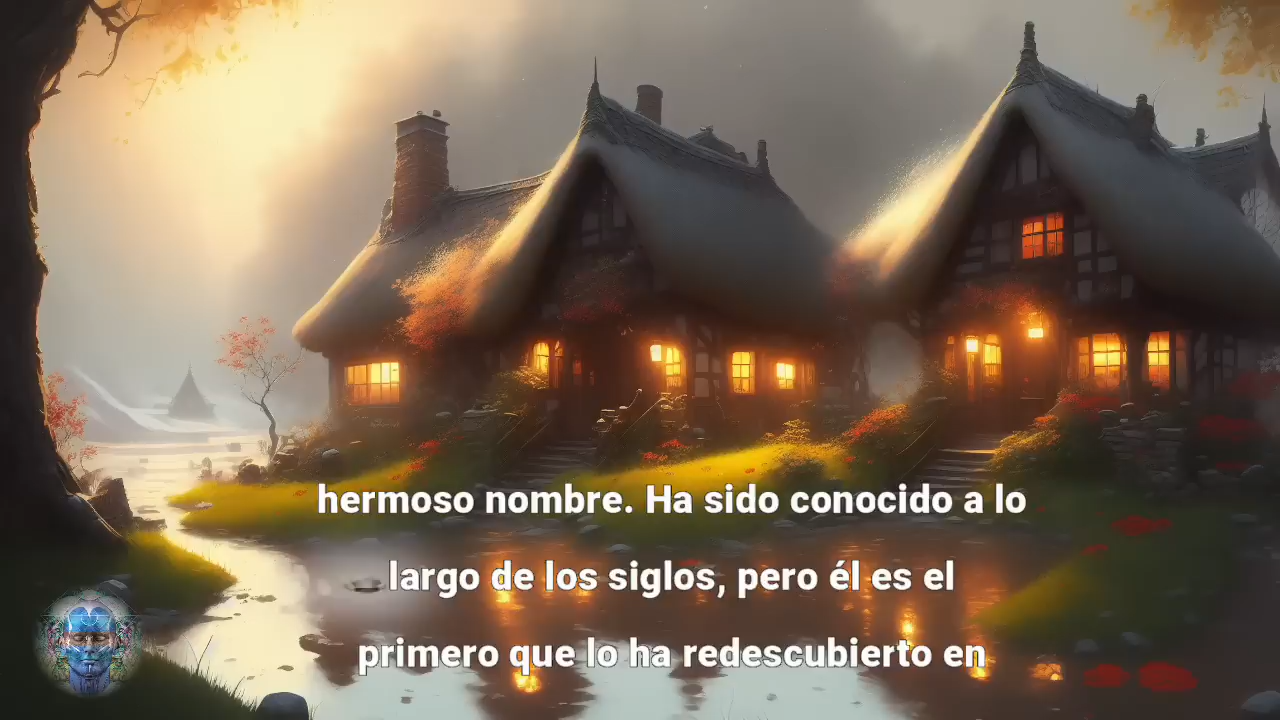 hermoso nombre. Ha sido conocido a lo
largo de los siglos, pero él es el
primero que lo ha redescubierto en